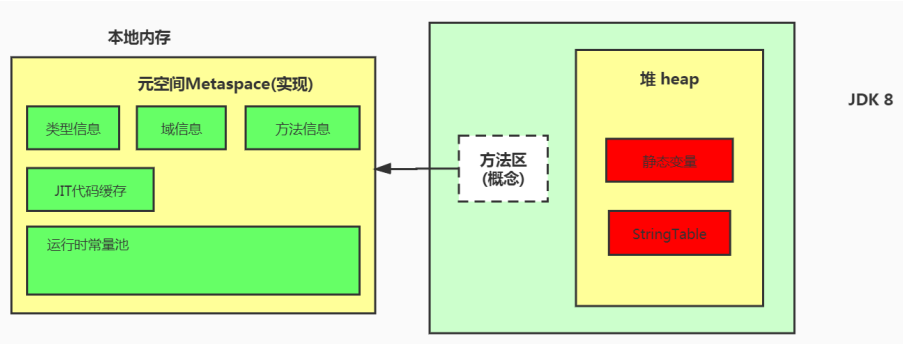 本地内存
元空间Metaspace(实现)
类型信息
域信息
方法信息
JIT代码缓存
运行时常量池
方法区
(概念)
堆 heap
静态变量
StringTable
JDK 8